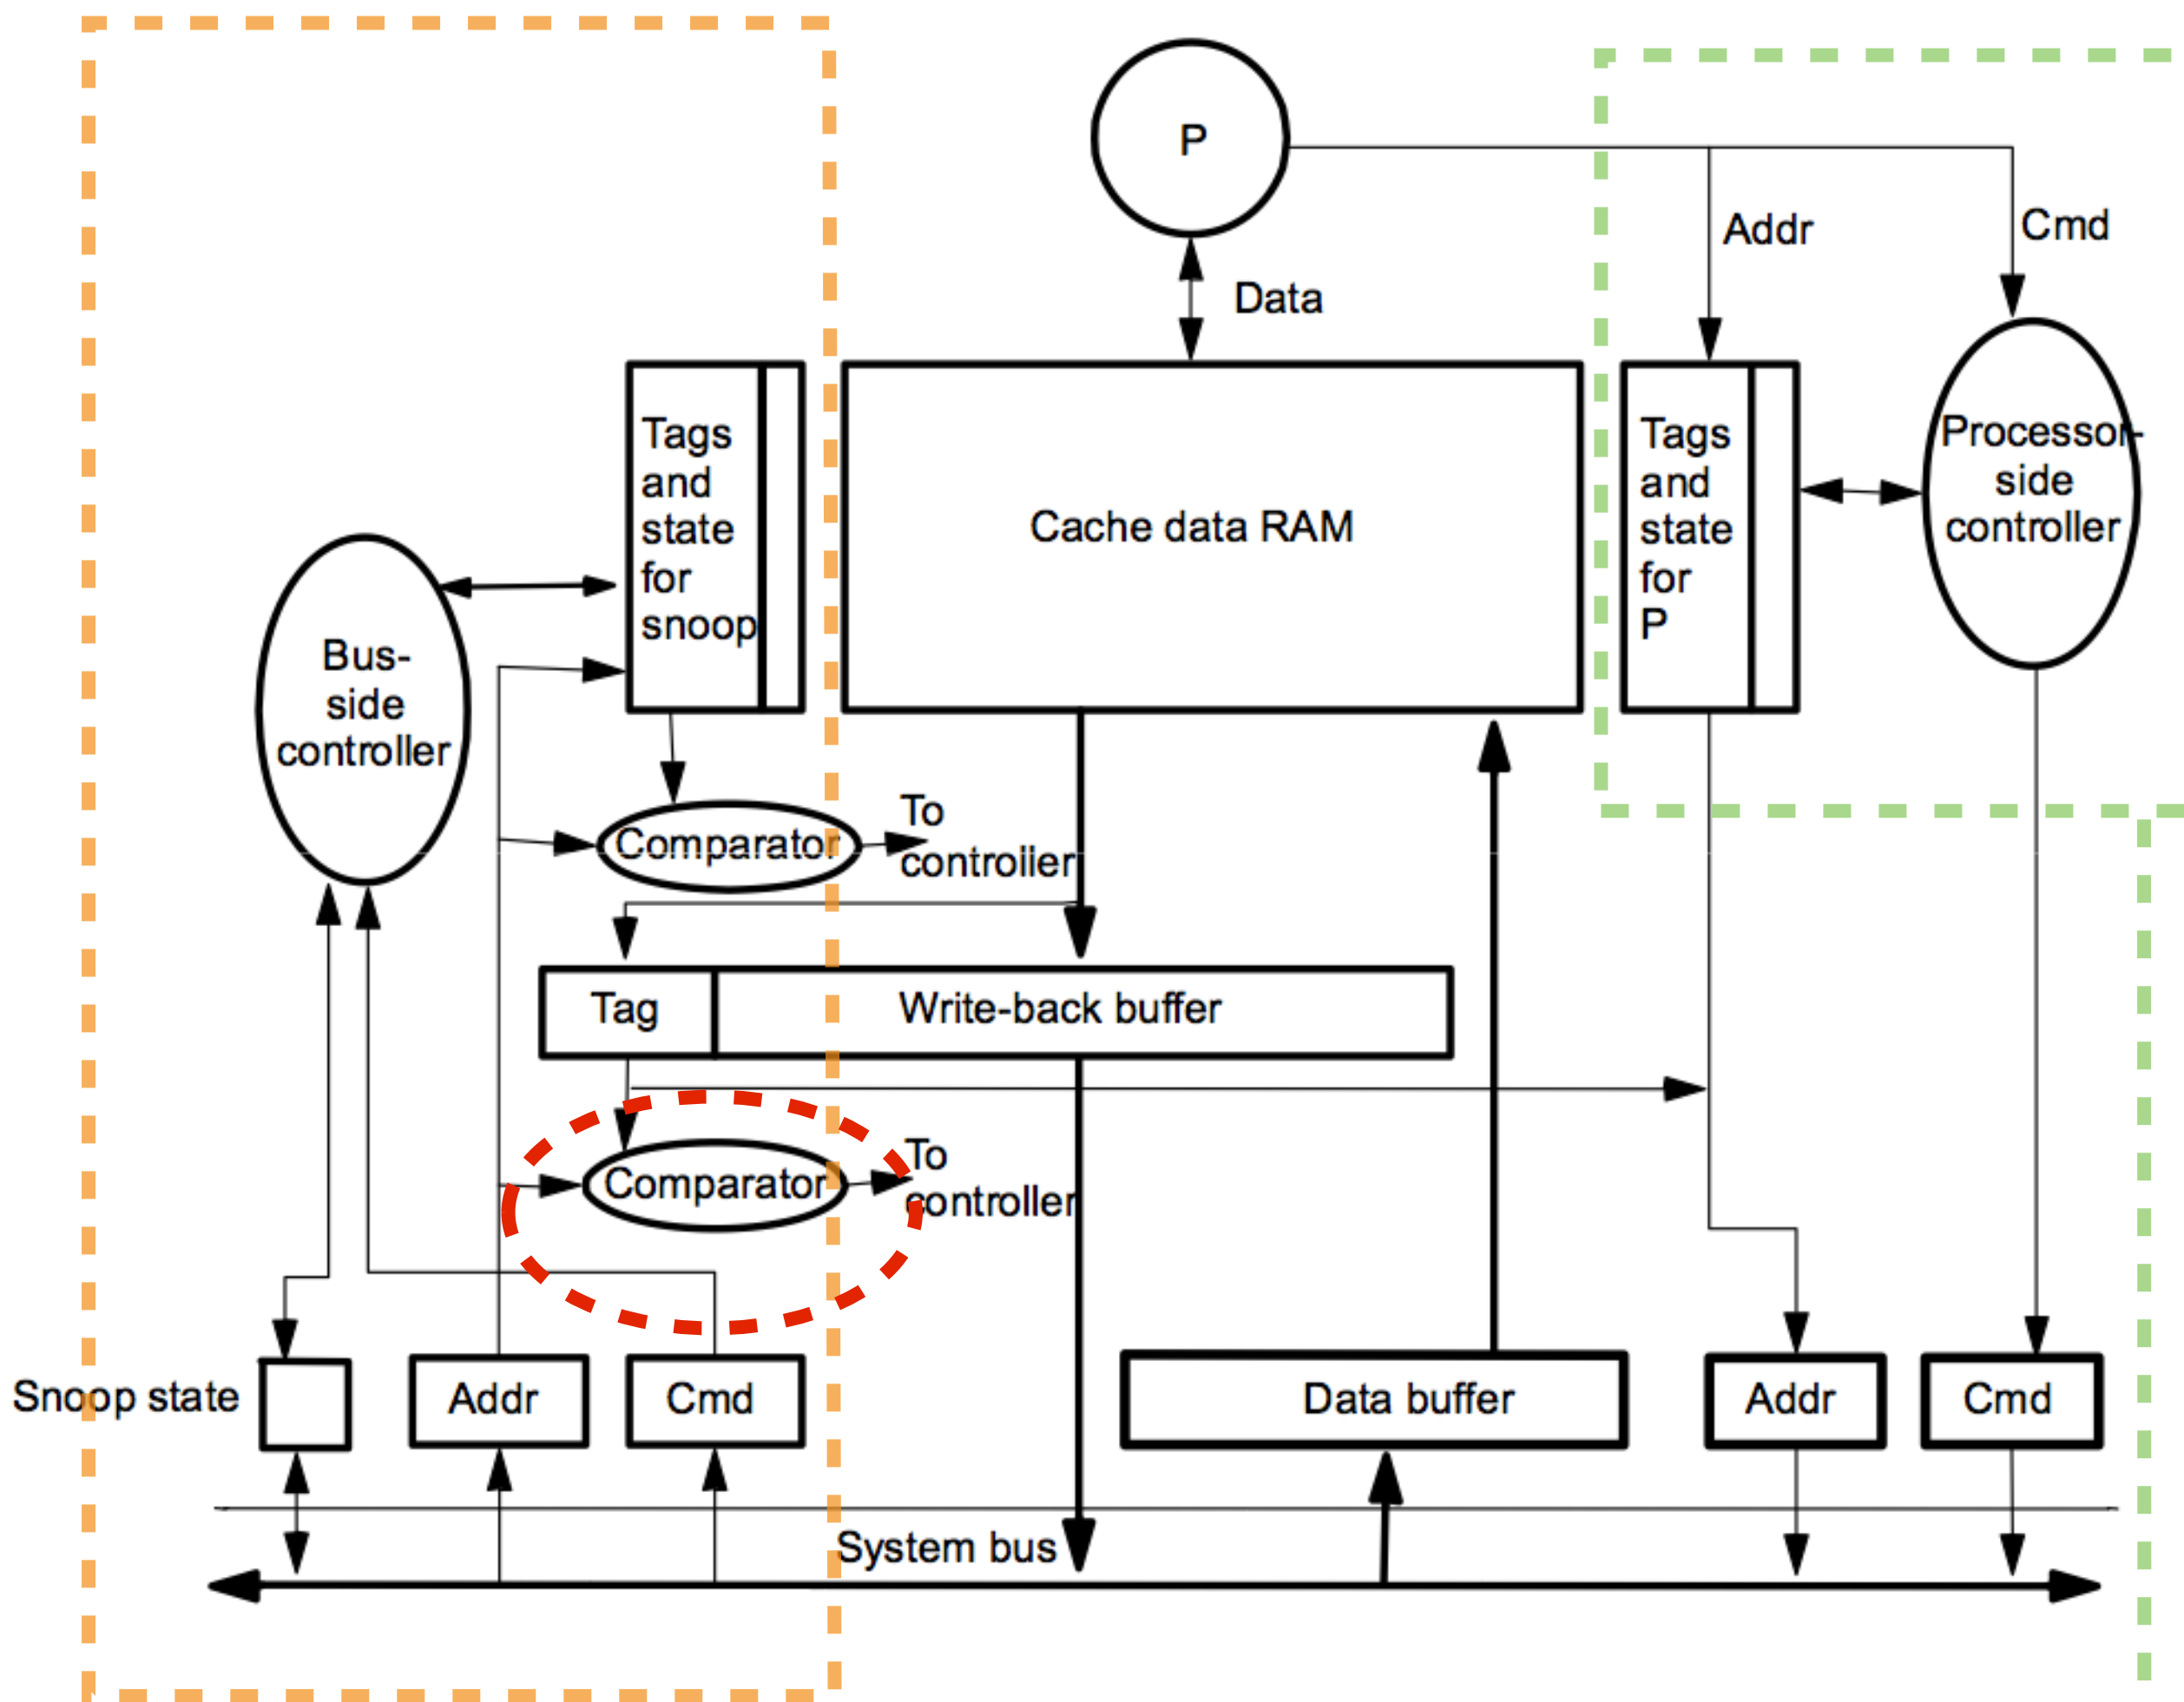 P
Addr
Cmd
Data
Tags
and
state
for
snoop
Cache data RAM
Tags
and
state
for
P
Processor-
side
controller
Bus-
side
controller
Comparator
To
controller
Tag
Write-back buffer
Comparator
To
controller
Snoop state
Addr
Cmd
Data buffer
Addr
Cmd
System bus